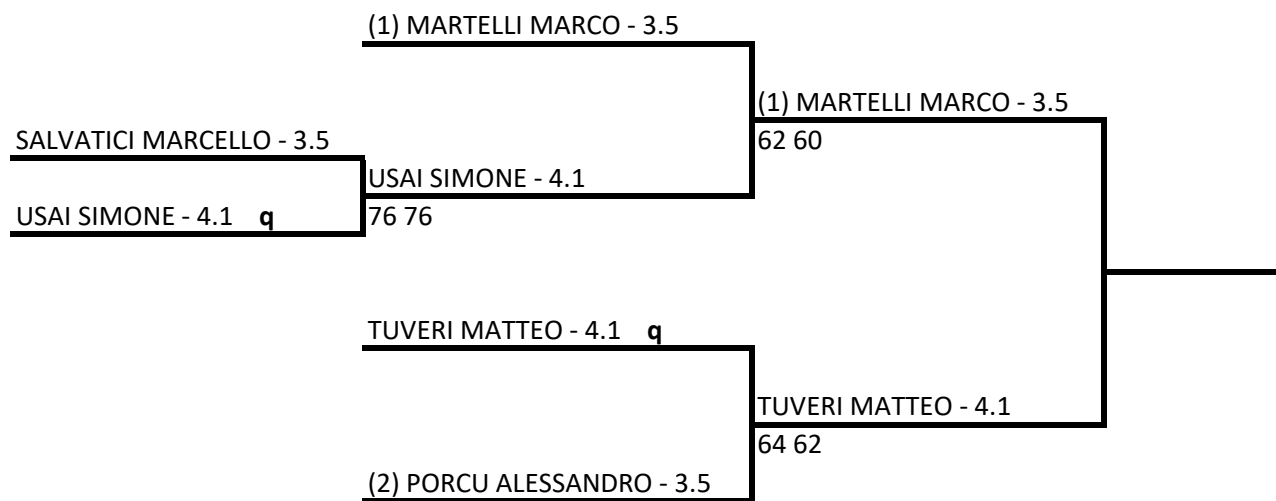 (1) MARTELLI MARCO - 3.5
(1) MARTELLI MARCO - 3.5
SALVATICI MARCELLO - 3.5
62 60
USAI SIMONE - 4.1
USAI SIMONE - 4.1 q
76 76
TUVERI MATTEO - 4.1 q
TUVERI MATTEO - 4.1
64 62
(2) PORCU ALESSANDRO - 3.5